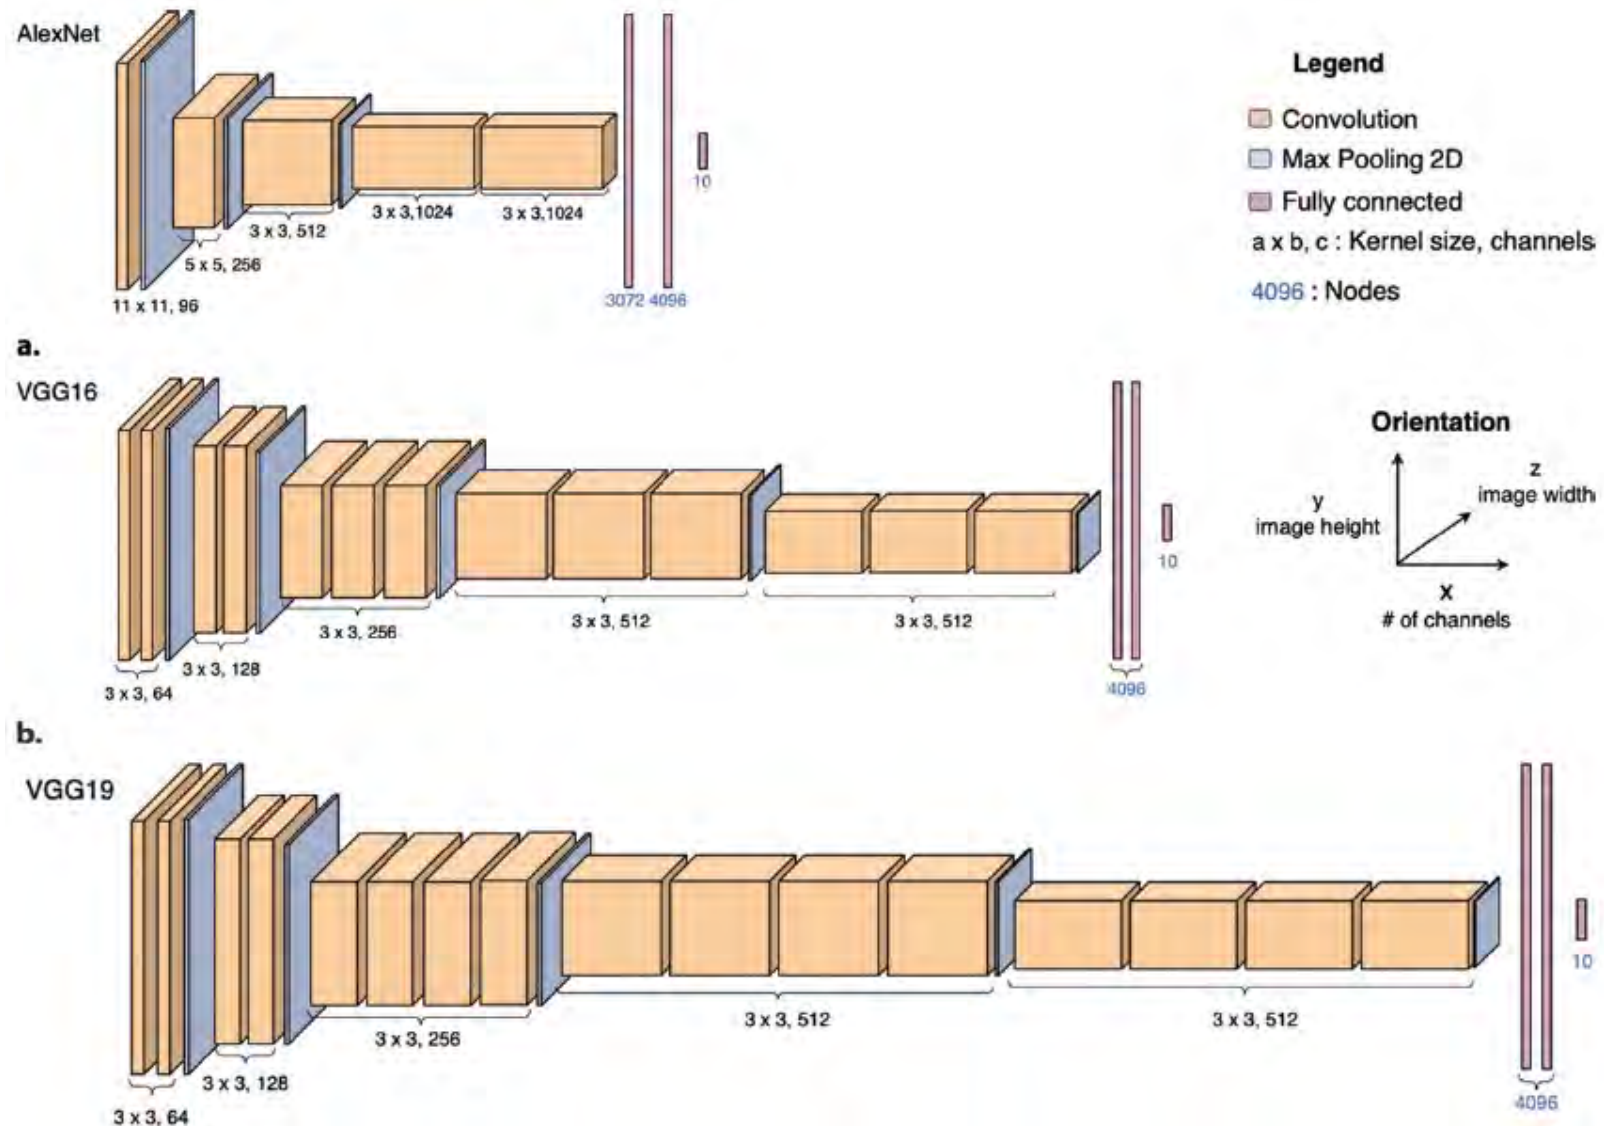 AlexNet
11 x 11, 96
5 x 5, 256
3 x 3, 512
3 x 3,1024
3 x 3,1024
3072 4096
10
Legend
Convolution
Max Pooling 2D
Fully connected
a x b, c : Kernel size, channels
4096 : Nodes
a.
VGG16
3 x 3, 64
3 x 3, 128
3 x 3, 256
3 x 3, 512
3 x 3, 512
4096
10
Orientation
y
image height
z
image width
x
# of channels
b.
VGG19
3 x 3, 64
3 x 3, 128
3 x 3, 256
3 x 3, 512
3 x 3, 512
4096
10